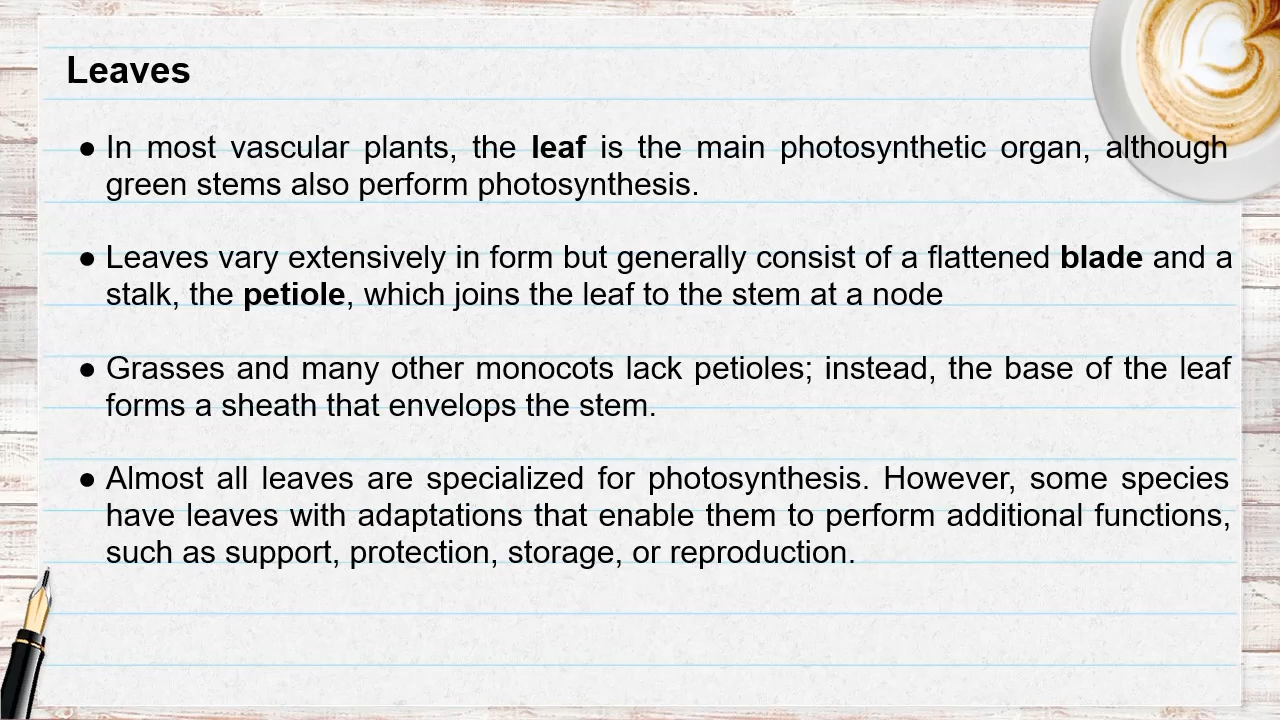 Leaves
● In most vascular plants, the leaf is the main photosynthetic organ, although
green stems also perform photosynthesis.
● Leaves vary extensively in form but generally consist of a flattened blade and a
stalk, the petiole, which joins the leaf to the stem at a node
● Grasses and many other monocots lack petioles; instead, the base of the leaf
forms a sheath that envelops the stem.
● Almost all leaves are specialized for photosynthesis. However, some species
have leaves with adaptations that enable them to perform additional functions,
such as support, protection, storage, or reproduction.